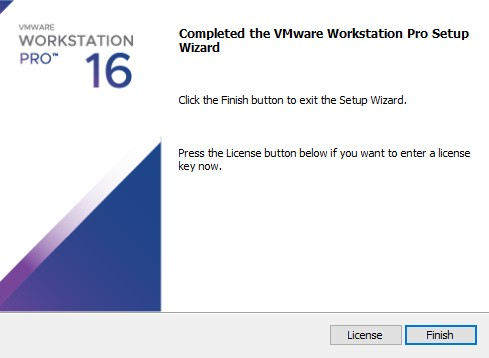 VMWARE
WORKSTATION
PRO™ 16
Completed the VMware Workstation Pro Setup
Wizard
Click the Finish button to exit the Setup Wizard.
Press the License button below if you want to enter a license
key now.
License Finish